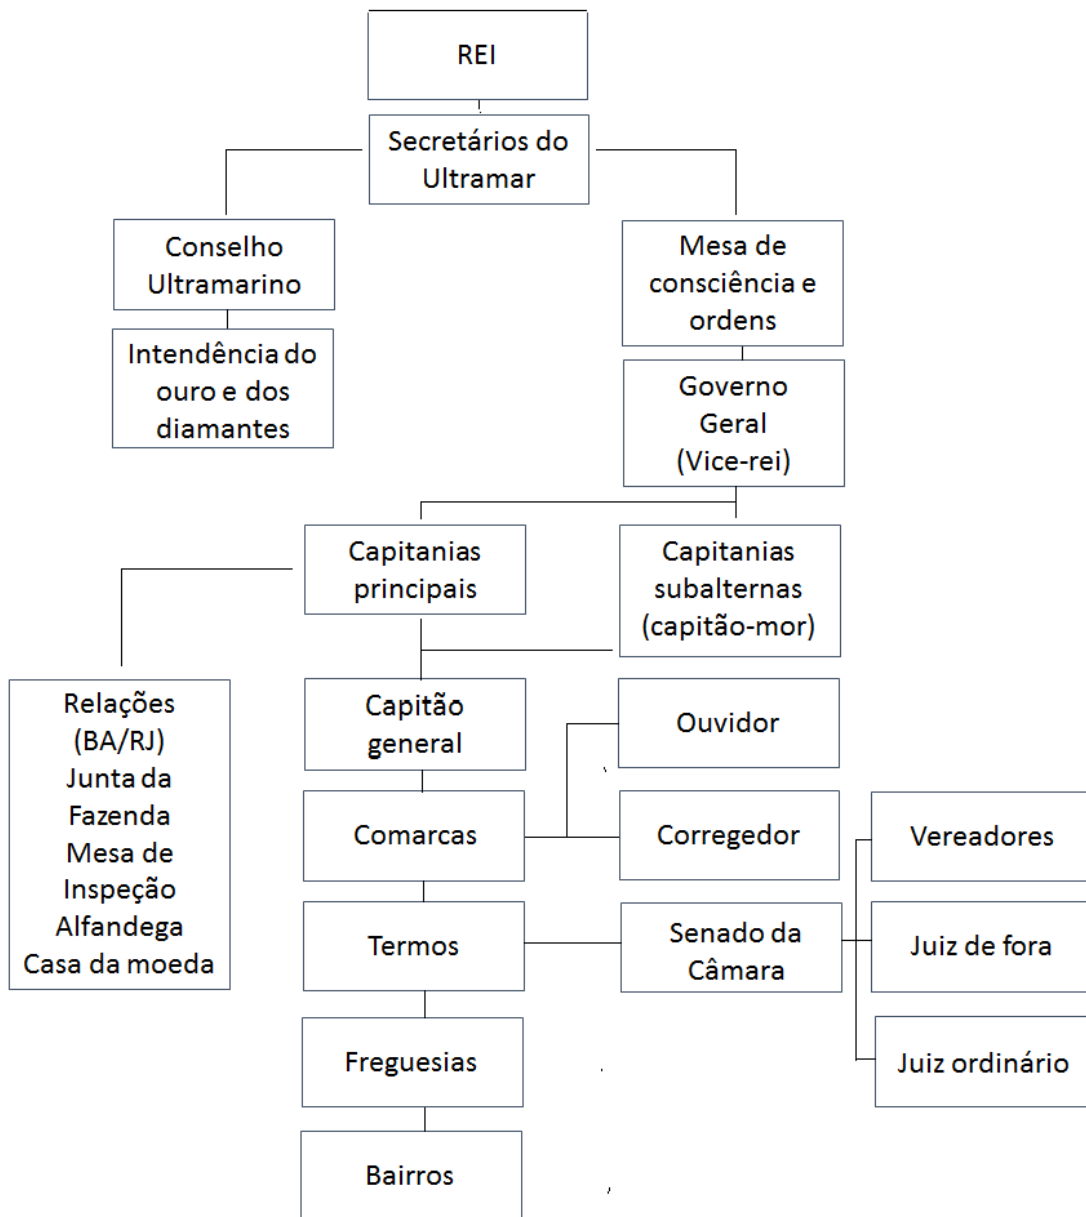 REI
Secretários do
Ultramar
Conselho
Ultramarino
Mesa de
consciência e
ordens
Intendência do
ouro e dos
diamantes
Governo
Geral
(Vice-rei)
Capitanias
principais
Capitanias
subalternas
(capitão-mor)
Relações
(BA/RJ)
Junta da
Fazenda
Mesa de
Inspeção
Alfandega
Casa da moeda
Capitão
general
Ouvidor
Comarcas
Corregedor
Vereadores
Termos
Senado da
Câmara
Juiz de fora
Freguesias
Juiz ordinário
Bairros